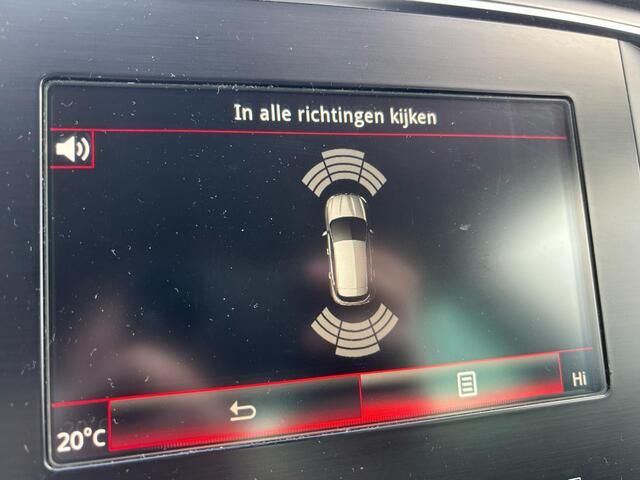 In alle richtingen kijken
20°C
Hi